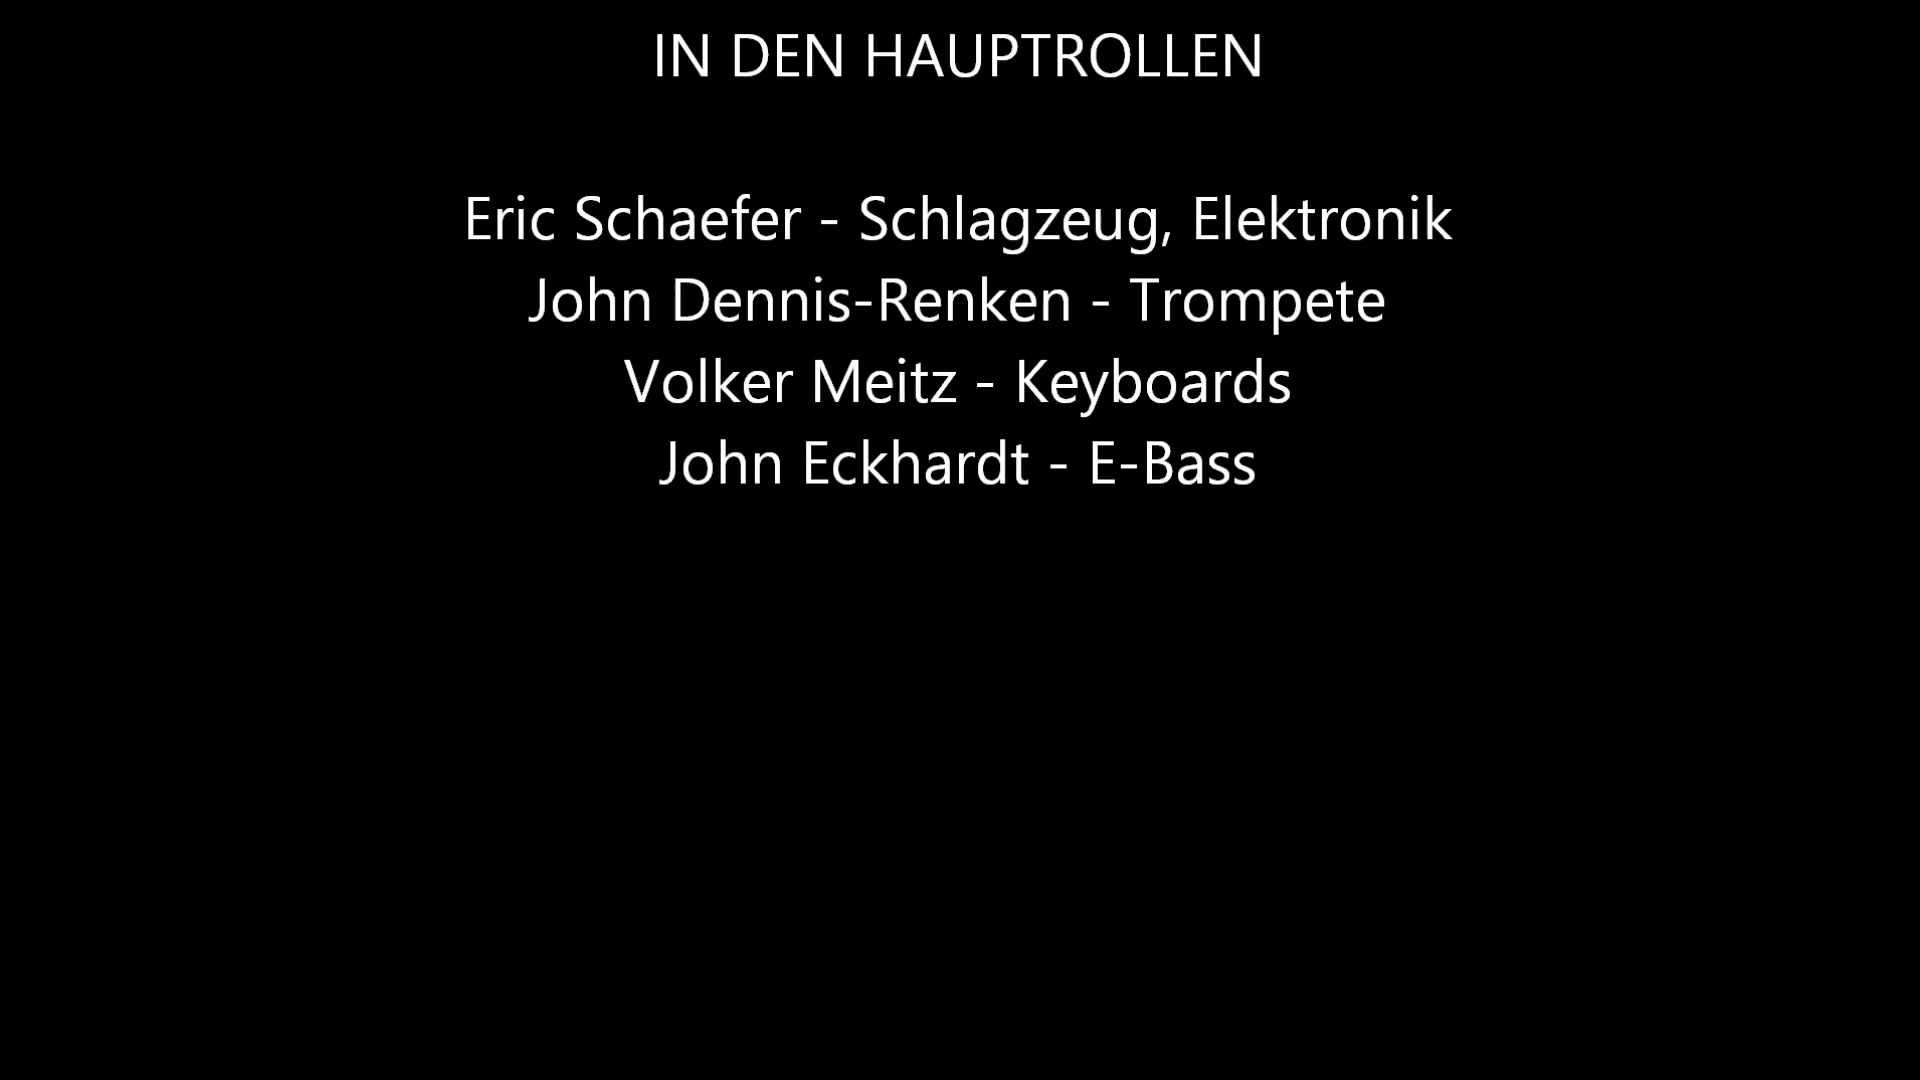 IN DEN HAUPTROLLEN
Eric Schaefer - Schlagzeug, Elektronik
John Dennis-Renken - Trompete
Volker Meitz - Keyboards
John Eckhardt - E-Bass